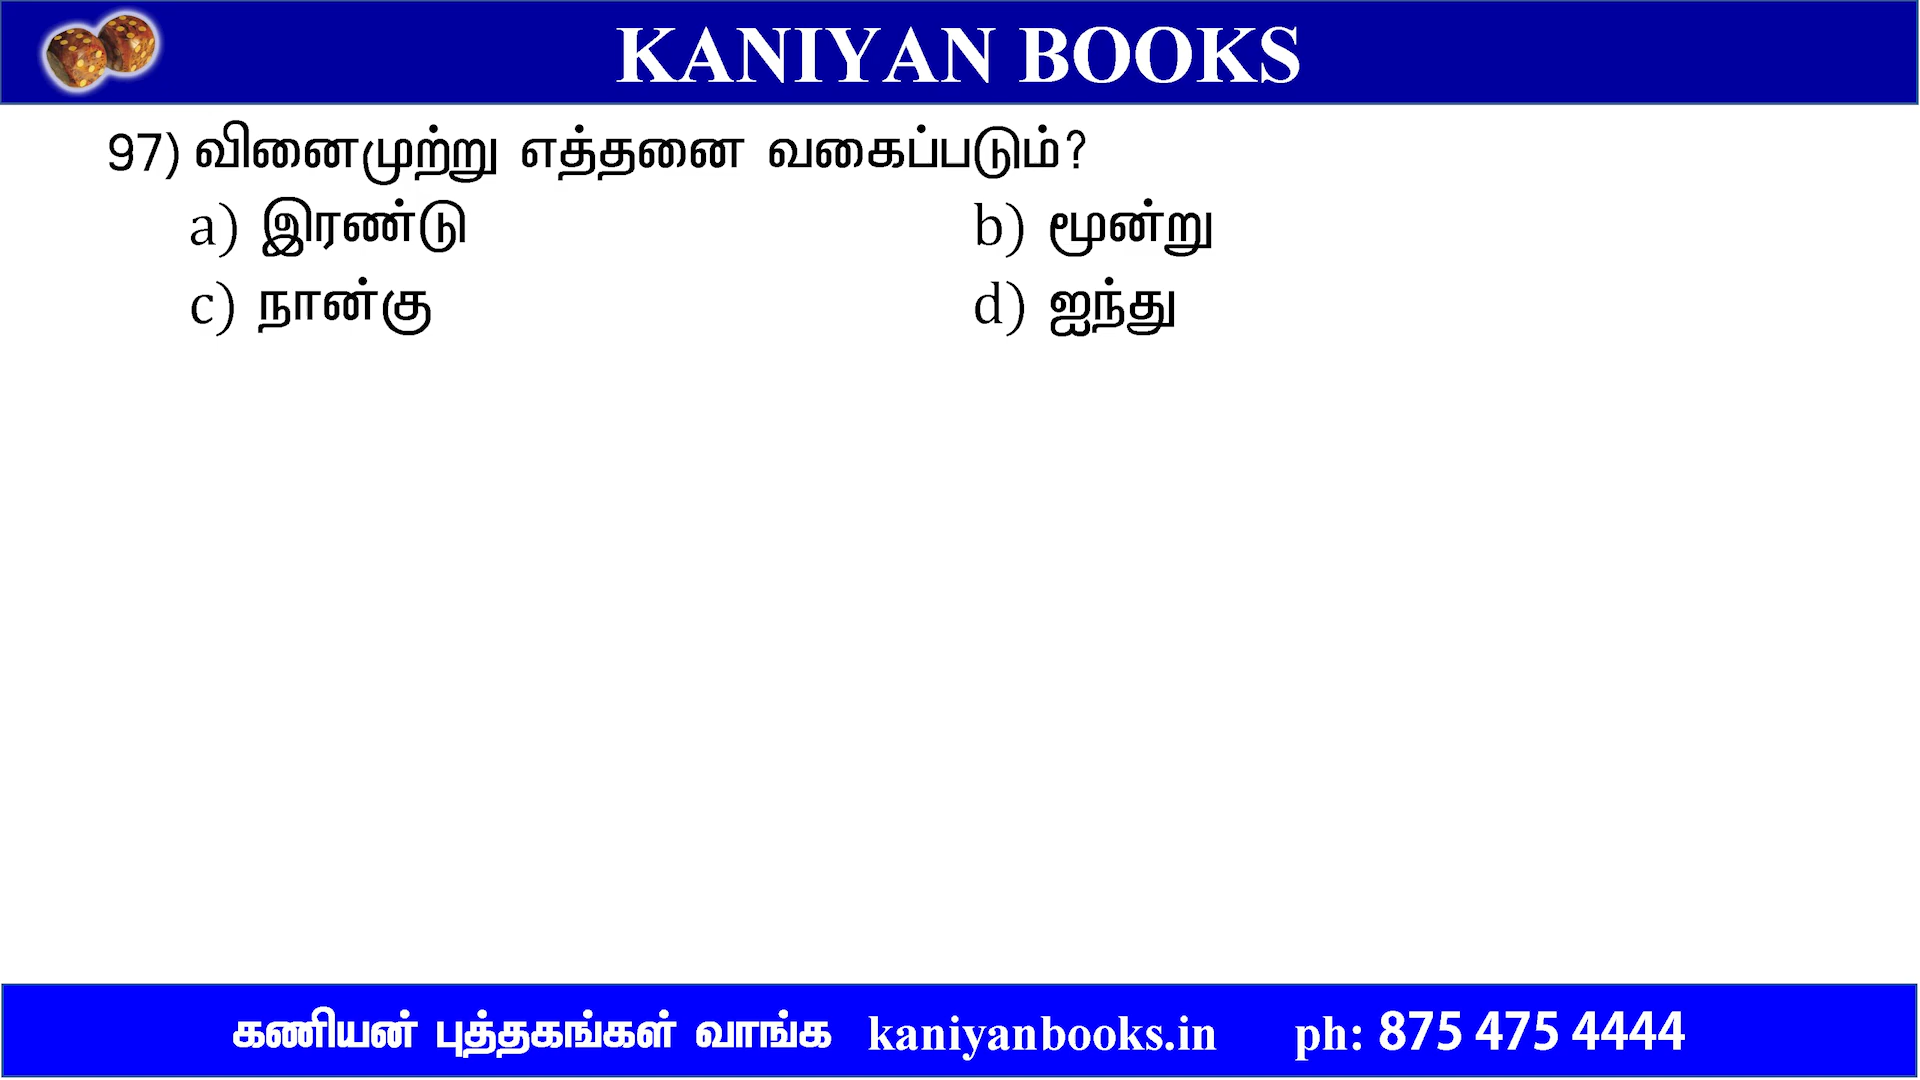 KANIYAN BOOKS
97) வினைமுற்று எத்தனை வகைப்படும்?
a) இரண்டு b) மூன்று
c) நான்கு d) ஐந்து
கணியன் புத்தகங்கள் வாங்க kaniyanbooks.in ph: 875 475 4444